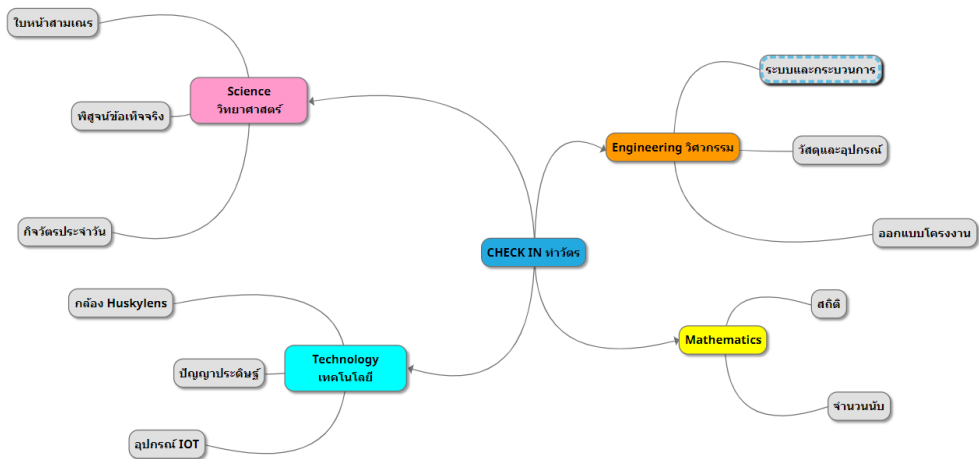 ใบหน้าสามเณร
Science
วิทยาศาสตร์
พิสูจน์ข้อเท็จจริง
กิจวัตรประจำวัน
CHECK IN ทำวัตร
ระบบและกระบวนการ
Engineering วิศวกรรม
วัสดุและอุปกรณ์
ออกแบบโครงงาน
กล้อง Huskylens
Technology
เทคโนโลยี
ปัญญาประดิษฐ์
อุปกรณ์ IOT
สถิติ
Mathematics
จำนวนนับ